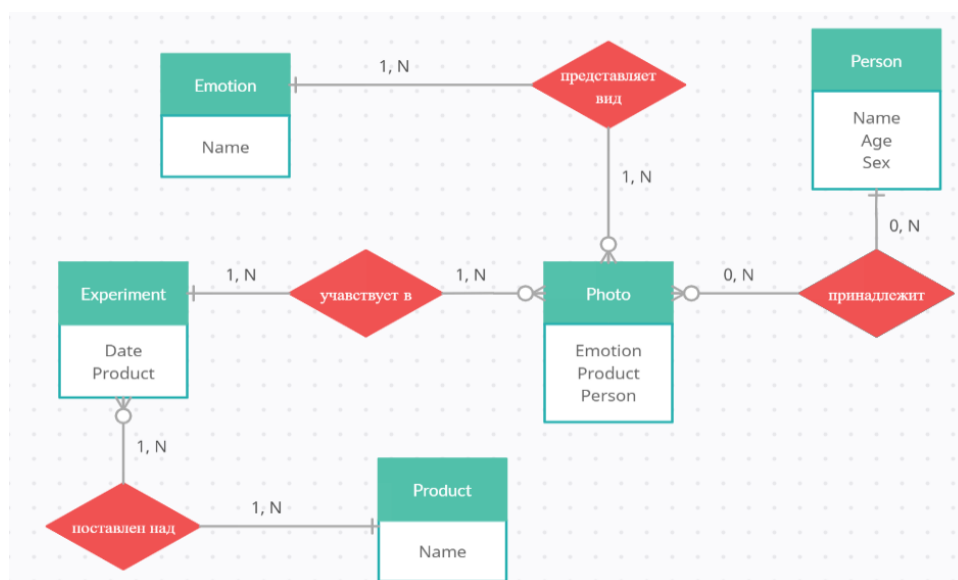 Emotion
Name
1, N
представляет
вид
1, N
Person
Name
Age
Sex
0, N
Experiment
Date
Product
1, N
учавствует в
1, N
Photo
Emotion
Product
Person
0, N
принадлежит
1, N
поставлен над
1, N
Product
Name